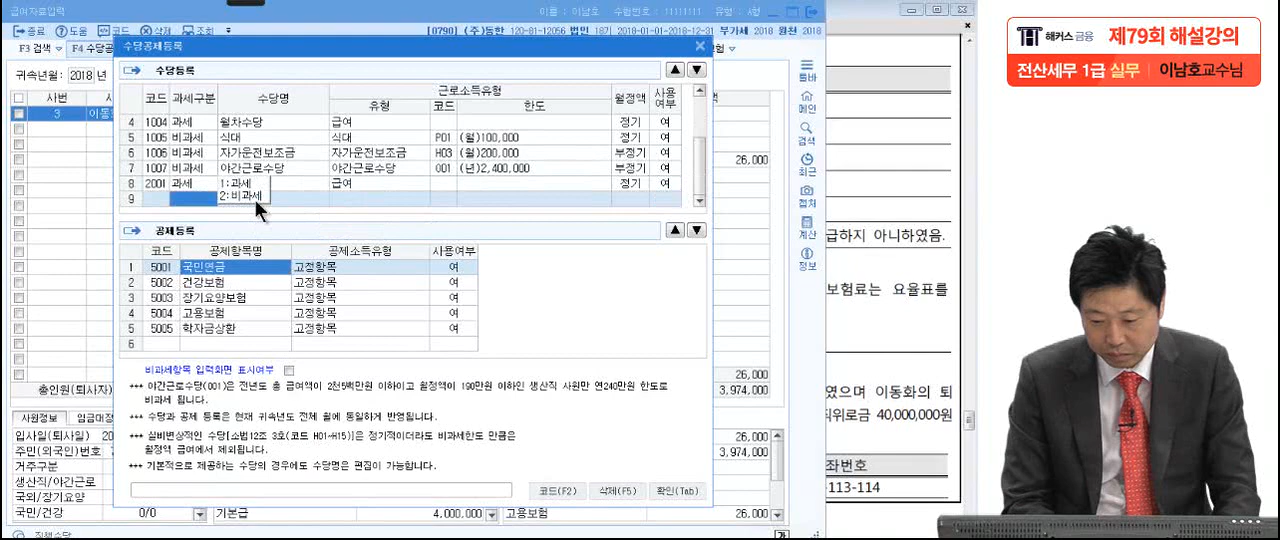 급여자료입력
이름 : 이남호 수험번호 : 11111111 유형 : A형
종료 도움 코드 삭제 조회
[0790] (주)동한 120-81-12056 법인 18기 2018-01-01~2018-12-31 부가세 2018 원천 2018
F3 검색 F4 수당공
귀속년월: 2018 년
사번
3 이동
총인원(퇴사자)
사원정보 임금대장
입사일(퇴사일) 20
주민(외국인)번호
거주구분
생산직/야간근로
국외/장기요양
국민/건강 0/0
기본급 4,000,000
고용보험 26,000
직책수당
26,000
26,000
3,974,000
26,000
3,974,000
수당공제등록
수당등록
코드 과세구분 수당명 근로소득유형 월정액 사용여부
유형 코드 한도
4 1004 과세 월차수당 급여 정기 여
5 1005 비과세 식대 식대 P01 (월)100,000 정기 여
6 1006 비과세 자가운전보조금 자가운전보조금 H03 (월)200,000 부정기 여
7 1007 비과세 야간근로수당 야간근로수당 001 (년)2,400,000 부정기 여
8 2001 과세 급여 정기 여
9
1:과세
2:비과세
공제등록
코드 공제항목명 공제소득유형 사용여부
1 5001 국민연금 고정항목 여
2 5002 건강보험 고정항목 여
3 5003 장기요양보험 고정항목 여
4 5004 고용보험 고정항목 여
5 5005 학자금상환 고정항목 여
6
비과세항목 입력화면 표시여부
*** 야간근로수당(001)은 전년도 총 급여액이 2천5백만원 이하이고 월정액이 190만원 이하인 생산직 사원만 연240만원 한도로
비과세 됩니다.
*** 수당과 공제 등록은 현재 귀속년도 전체 월에 동일하게 반영됩니다.
*** 실비변상적인 수당[소법12조 3호(코드 H01~H15)]은 정기적이더라도 비과세한도 만큼은
월정액 급여에서 제외됩니다.
*** 기본적으로 제공하는 수당의 경우에도 수당명은 편집이 가능합니다.
코드(F2) 삭제(F5) 확인(Tab)
툴바
메인
검색
최근
캡처
계산
정보
급하지 아니하였음.
보험료는 요율표를
였으며 이동화의 퇴
직위로금 40,000,000원
좌번호
-113-114
해커스 금융 제79회 해설강의
전산세무 1급 실무 이남호교수님